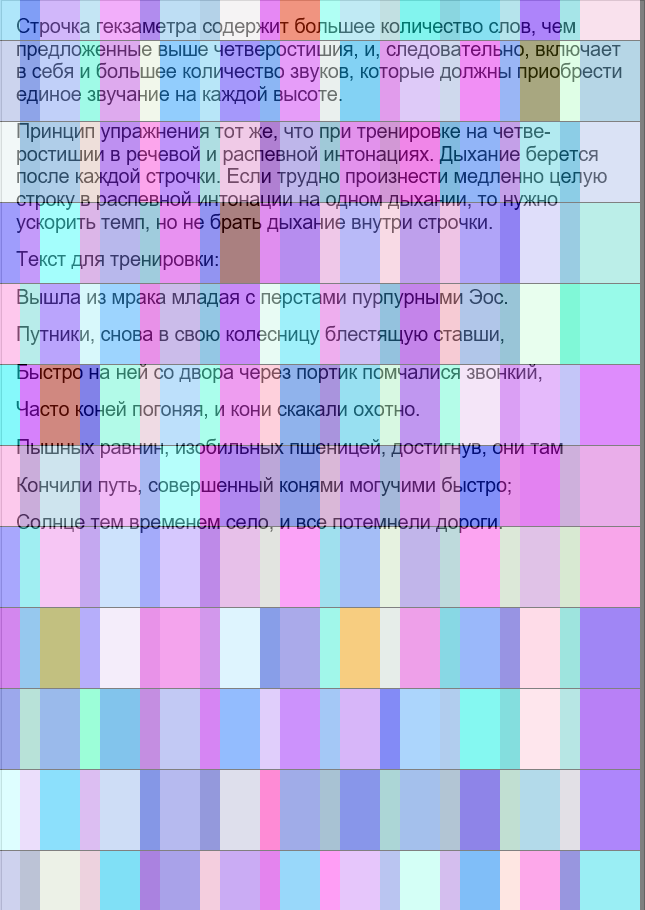 Строчка гекзаметра содержит большее количество слов, чем
предложенные выше четверостишия, и, следовательно, включает
в себя и большее количество звуков, которые должны приобрести
единое звучание на каждой высоте.
Принцип упражнения тот же, что при тренировке на четве-
ростишии в речевой и распевной интонациях. Дыхание берется
после каждой строчки. Если трудно произнести медленно целую
строку в распевной интонации на одном дыхании, то нужно
ускорить темп, но не брать дыхание внутри строчки.
Текст для тренировки:
Вышла из мрака младая с перстами пурпурными Эос.
Путники, снова в свою колесницу блестящую ставши,
Быстро на ней со двора через портик помчалися звонкий,
Часто коней погоняя, и кони скакали охотно.
Пышных равнин, изобильных пшеницей, достигнув, они там
Кончили путь, совершенный конями могучими быстро;
Солнце тем временем село, и все потемнели дороги.